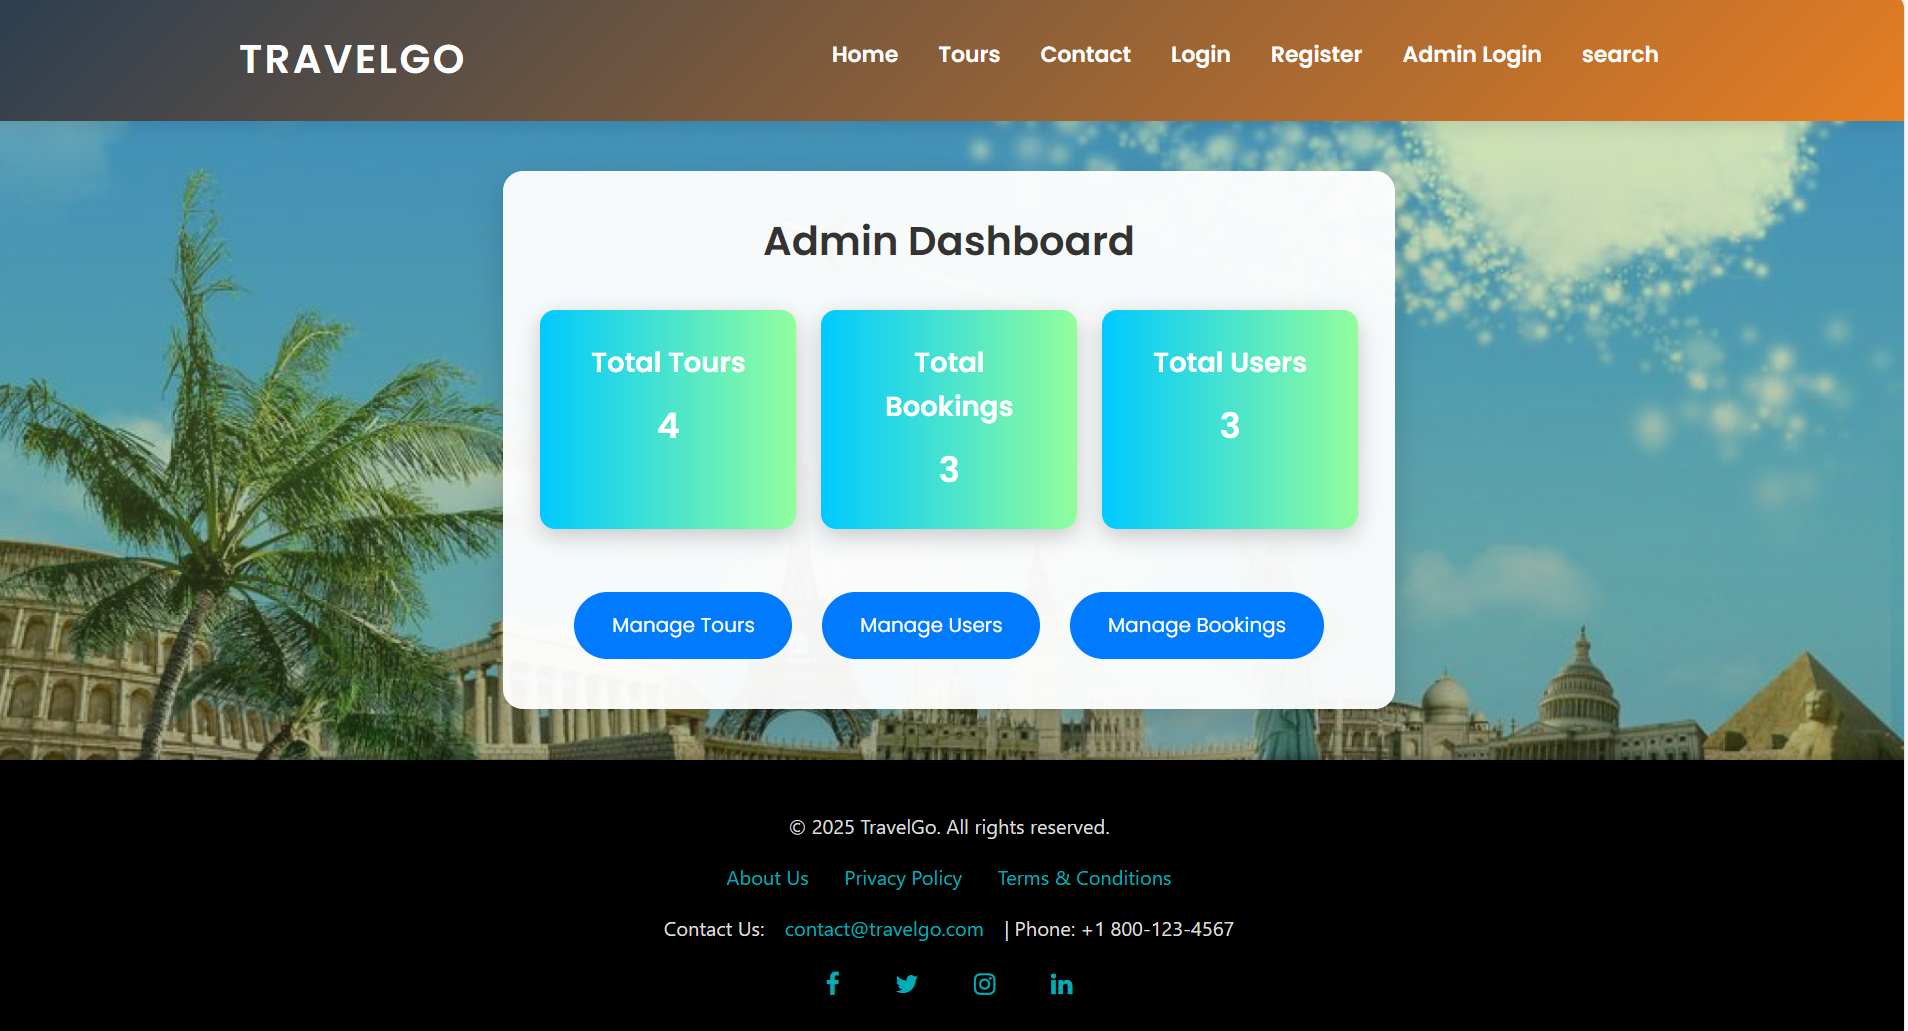 TRAVELGO
Home Tours Contact Login Register Admin Login search
Admin Dashboard
Total Tours
4
Total
Bookings
3
Total Users
3
Manage Tours
Manage Users
Manage Bookings
© 2025 TravelGo. All rights reserved.
About Us Privacy Policy Terms & Conditions
Contact Us: contact@travelgo.com | Phone: +1 800-123-4567